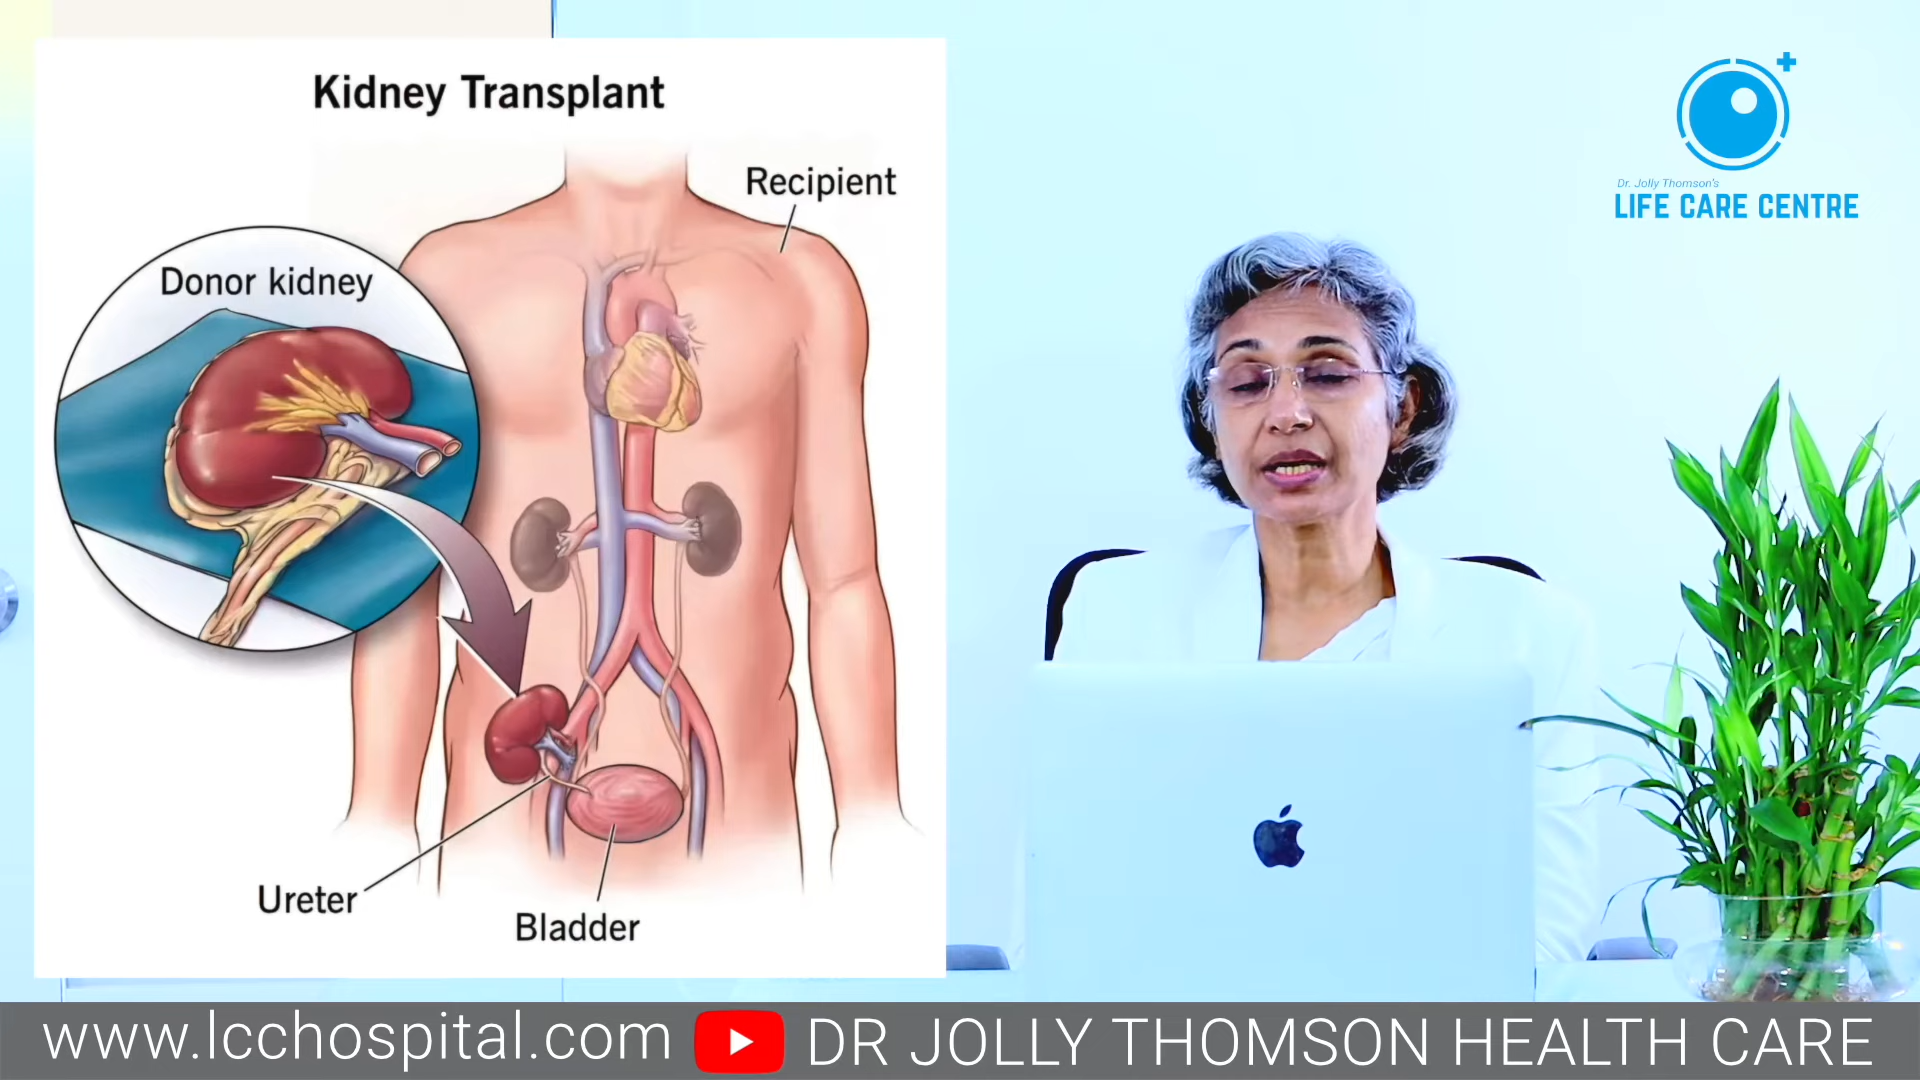 Kidney Transplant
Recipient
Donor kidney
Ureter
Bladder
Dr. Jolly Thomson's
LIFE CARE CENTRE
www.lcchospital.com
DR JOLLY THOMSON HEALTH CARE